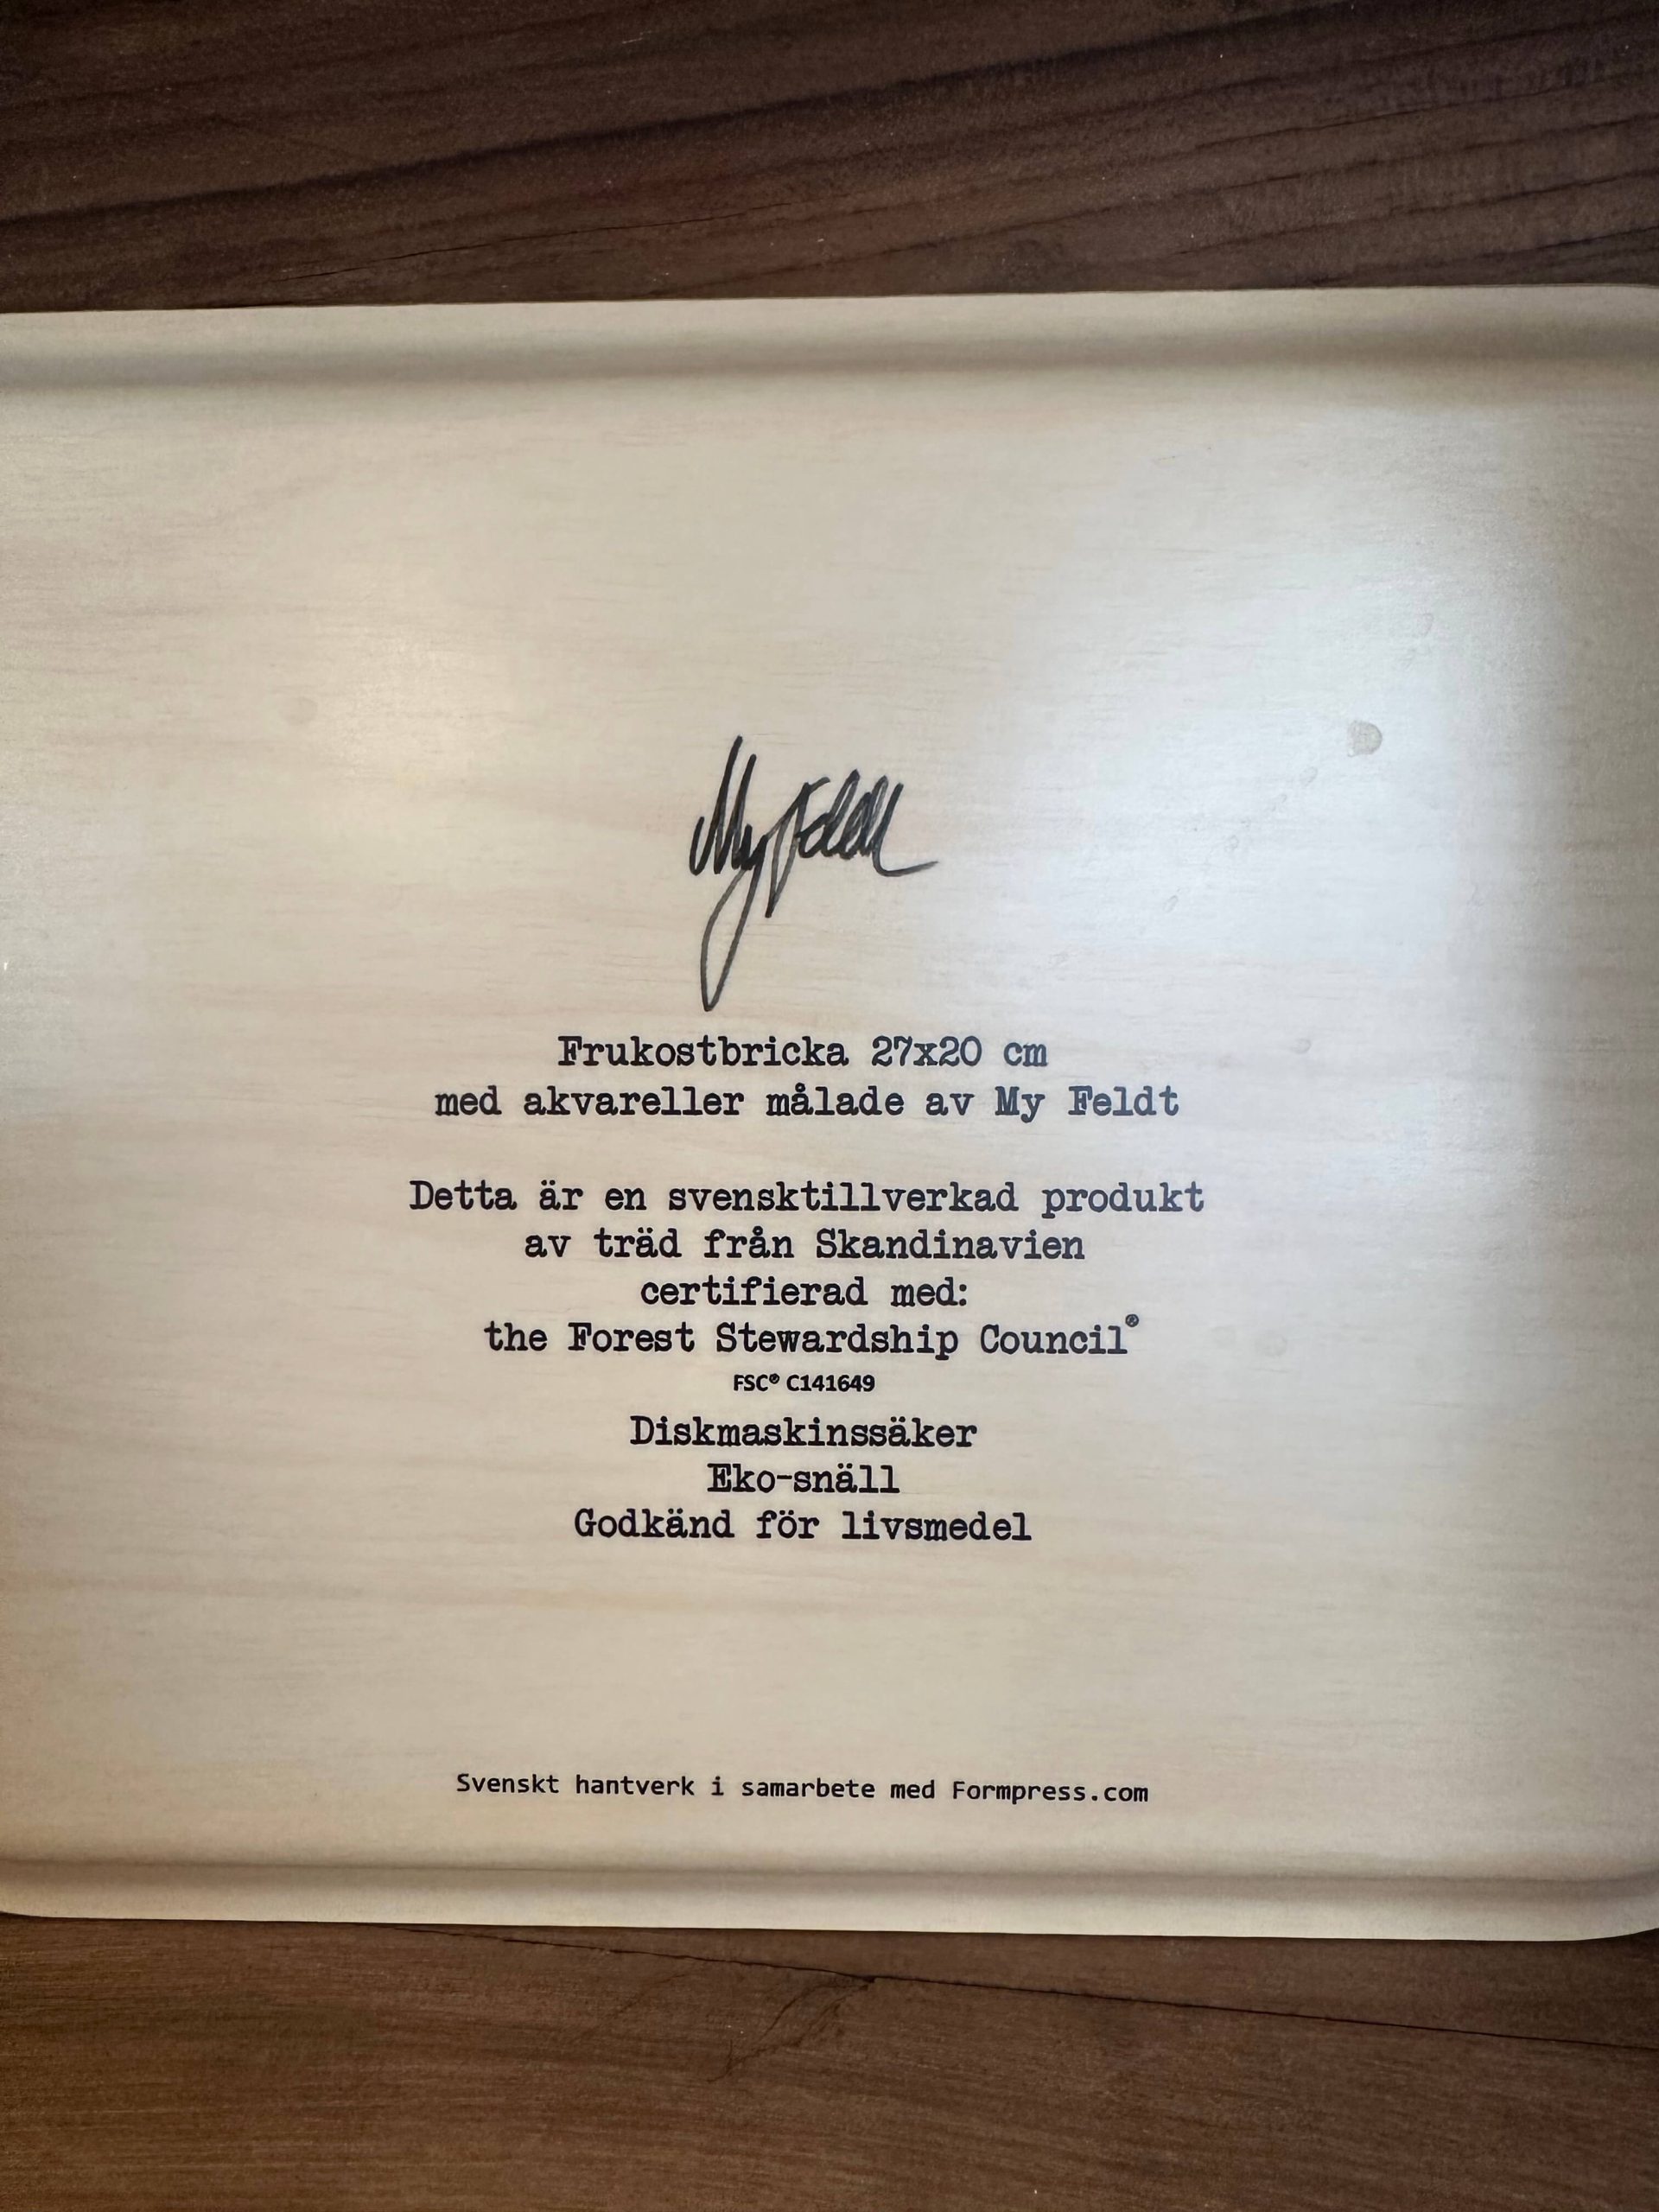 My Feldt
Frukostbricka 27x20 cm
med akvareller målade av My Feldt
Detta är en svensktillverkad produkt
av träd från Skandinavien
certifierad med:
the Forest Stewardship Council®
FSC® C141649
Diskmaskinssäker
Eko-snäll
Godkänd för livsmedel
Svenskt hantverk i samarbete med Formpress.com